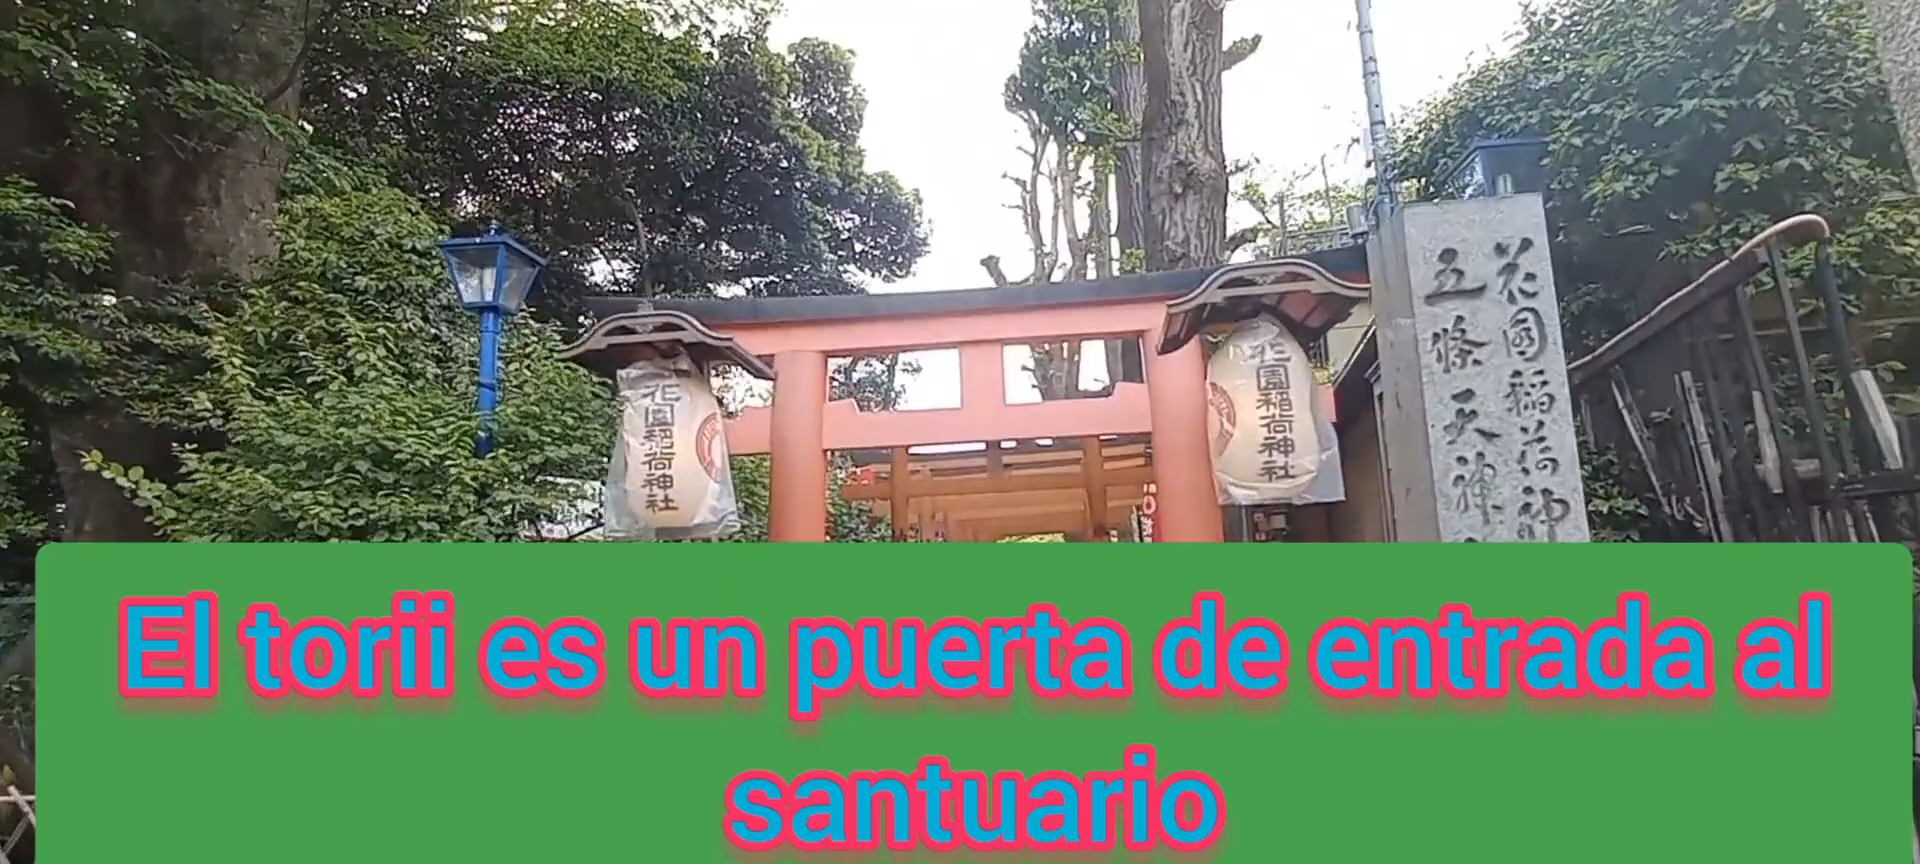 花園稲荷神社
花園稲荷神社
花園稲荷神
五條天神
El torii es un puerta de entrada al
santuario